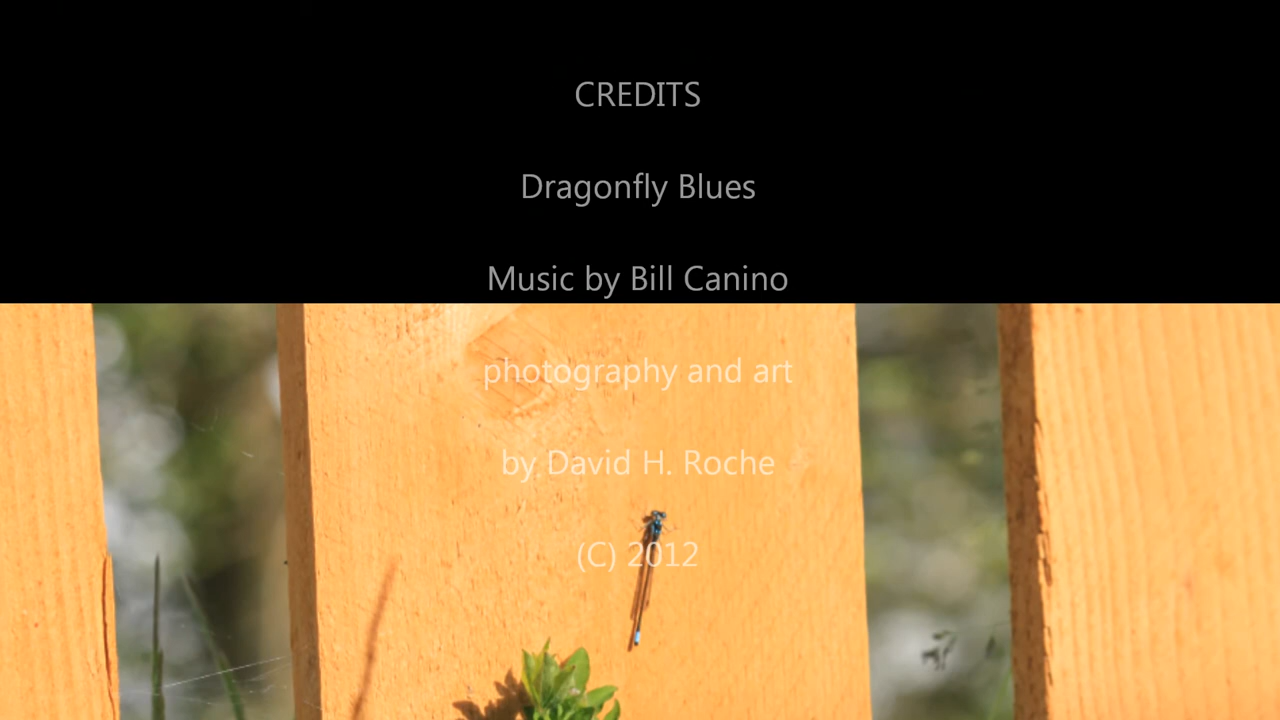 CREDITS
Dragonfly Blues
Music by Bill Canino
photography and art
by David H. Roche
(C) 2012